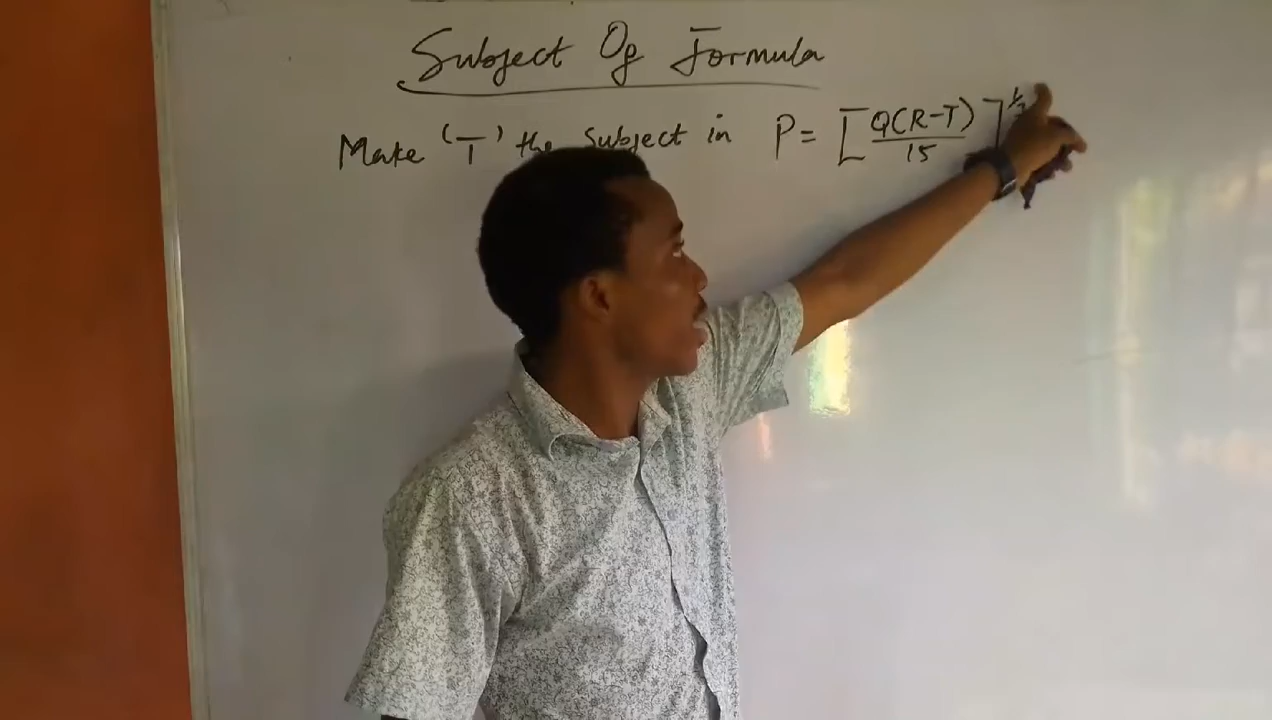 Subject Of Formula
Make 'T' the Subject in P = [Q(R-T)/15]